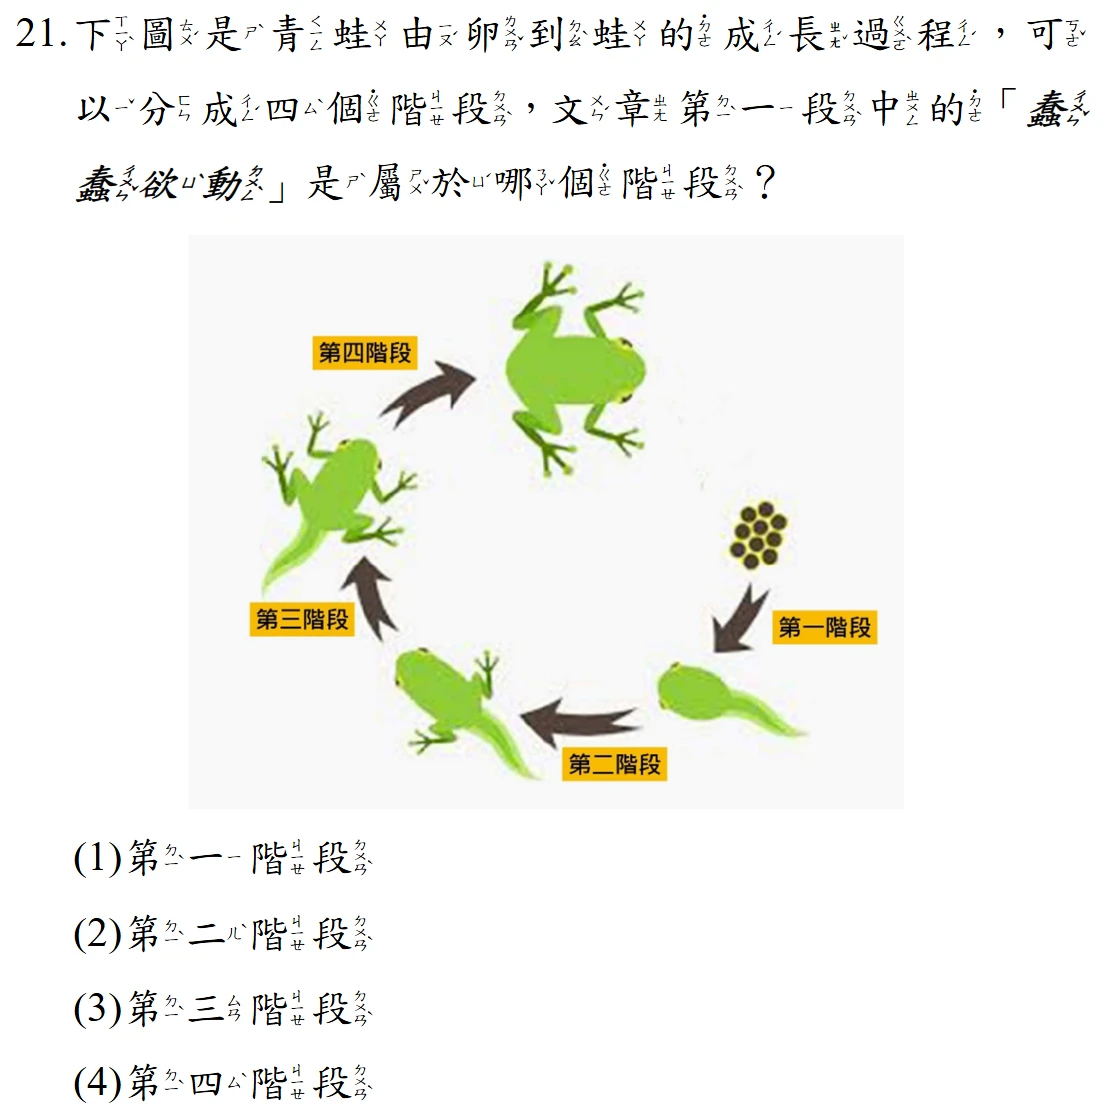 21.下圖是青蛙由卵到蛙的成長過程，可
以分成四個階段，文章第一段中的「蠢
蠢欲動」是屬於哪個階段？
第四階段
第三階段
第一階段
第二階段
(1)第一階段
(2)第二階段
(3)第三階段
(4)第四階段